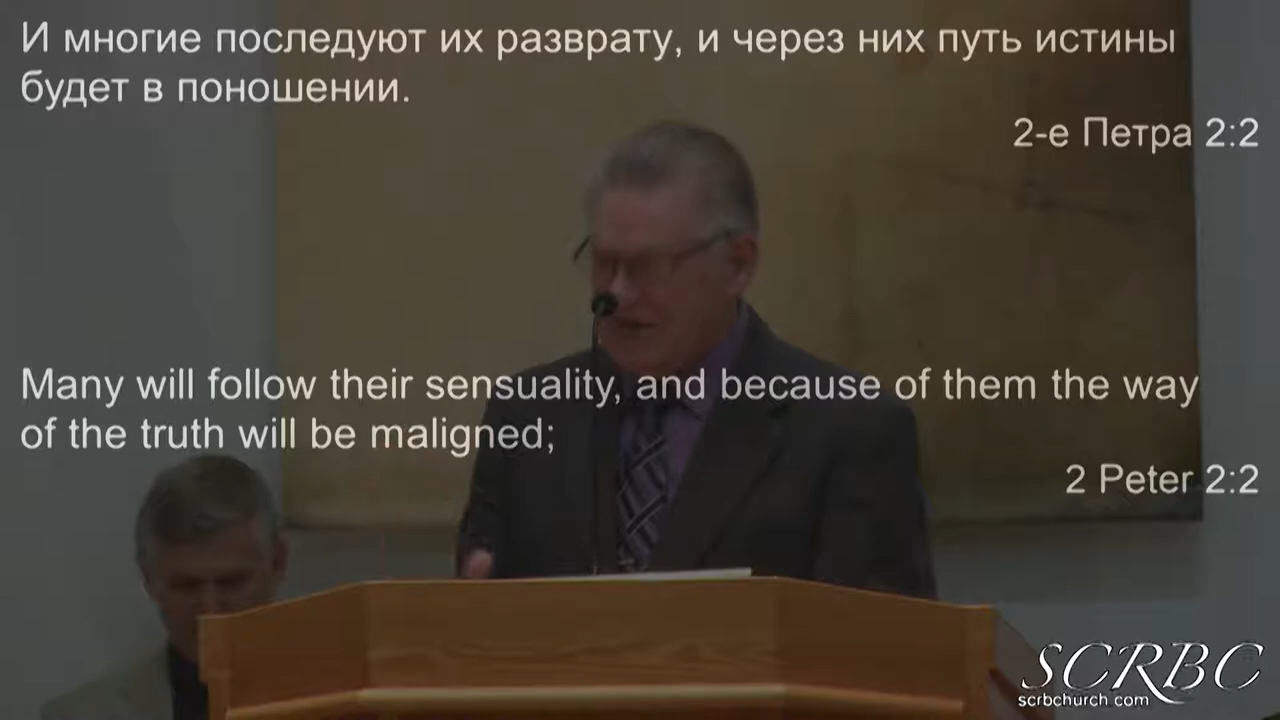 И многие последуют их разврату, и через них путь истины
будет в поношении.
2-е Петра 2:2
Many will follow their sensuality, and because of them the way
of the truth will be maligned;
2 Peter 2:2
SCRBC
scrbchurch.com